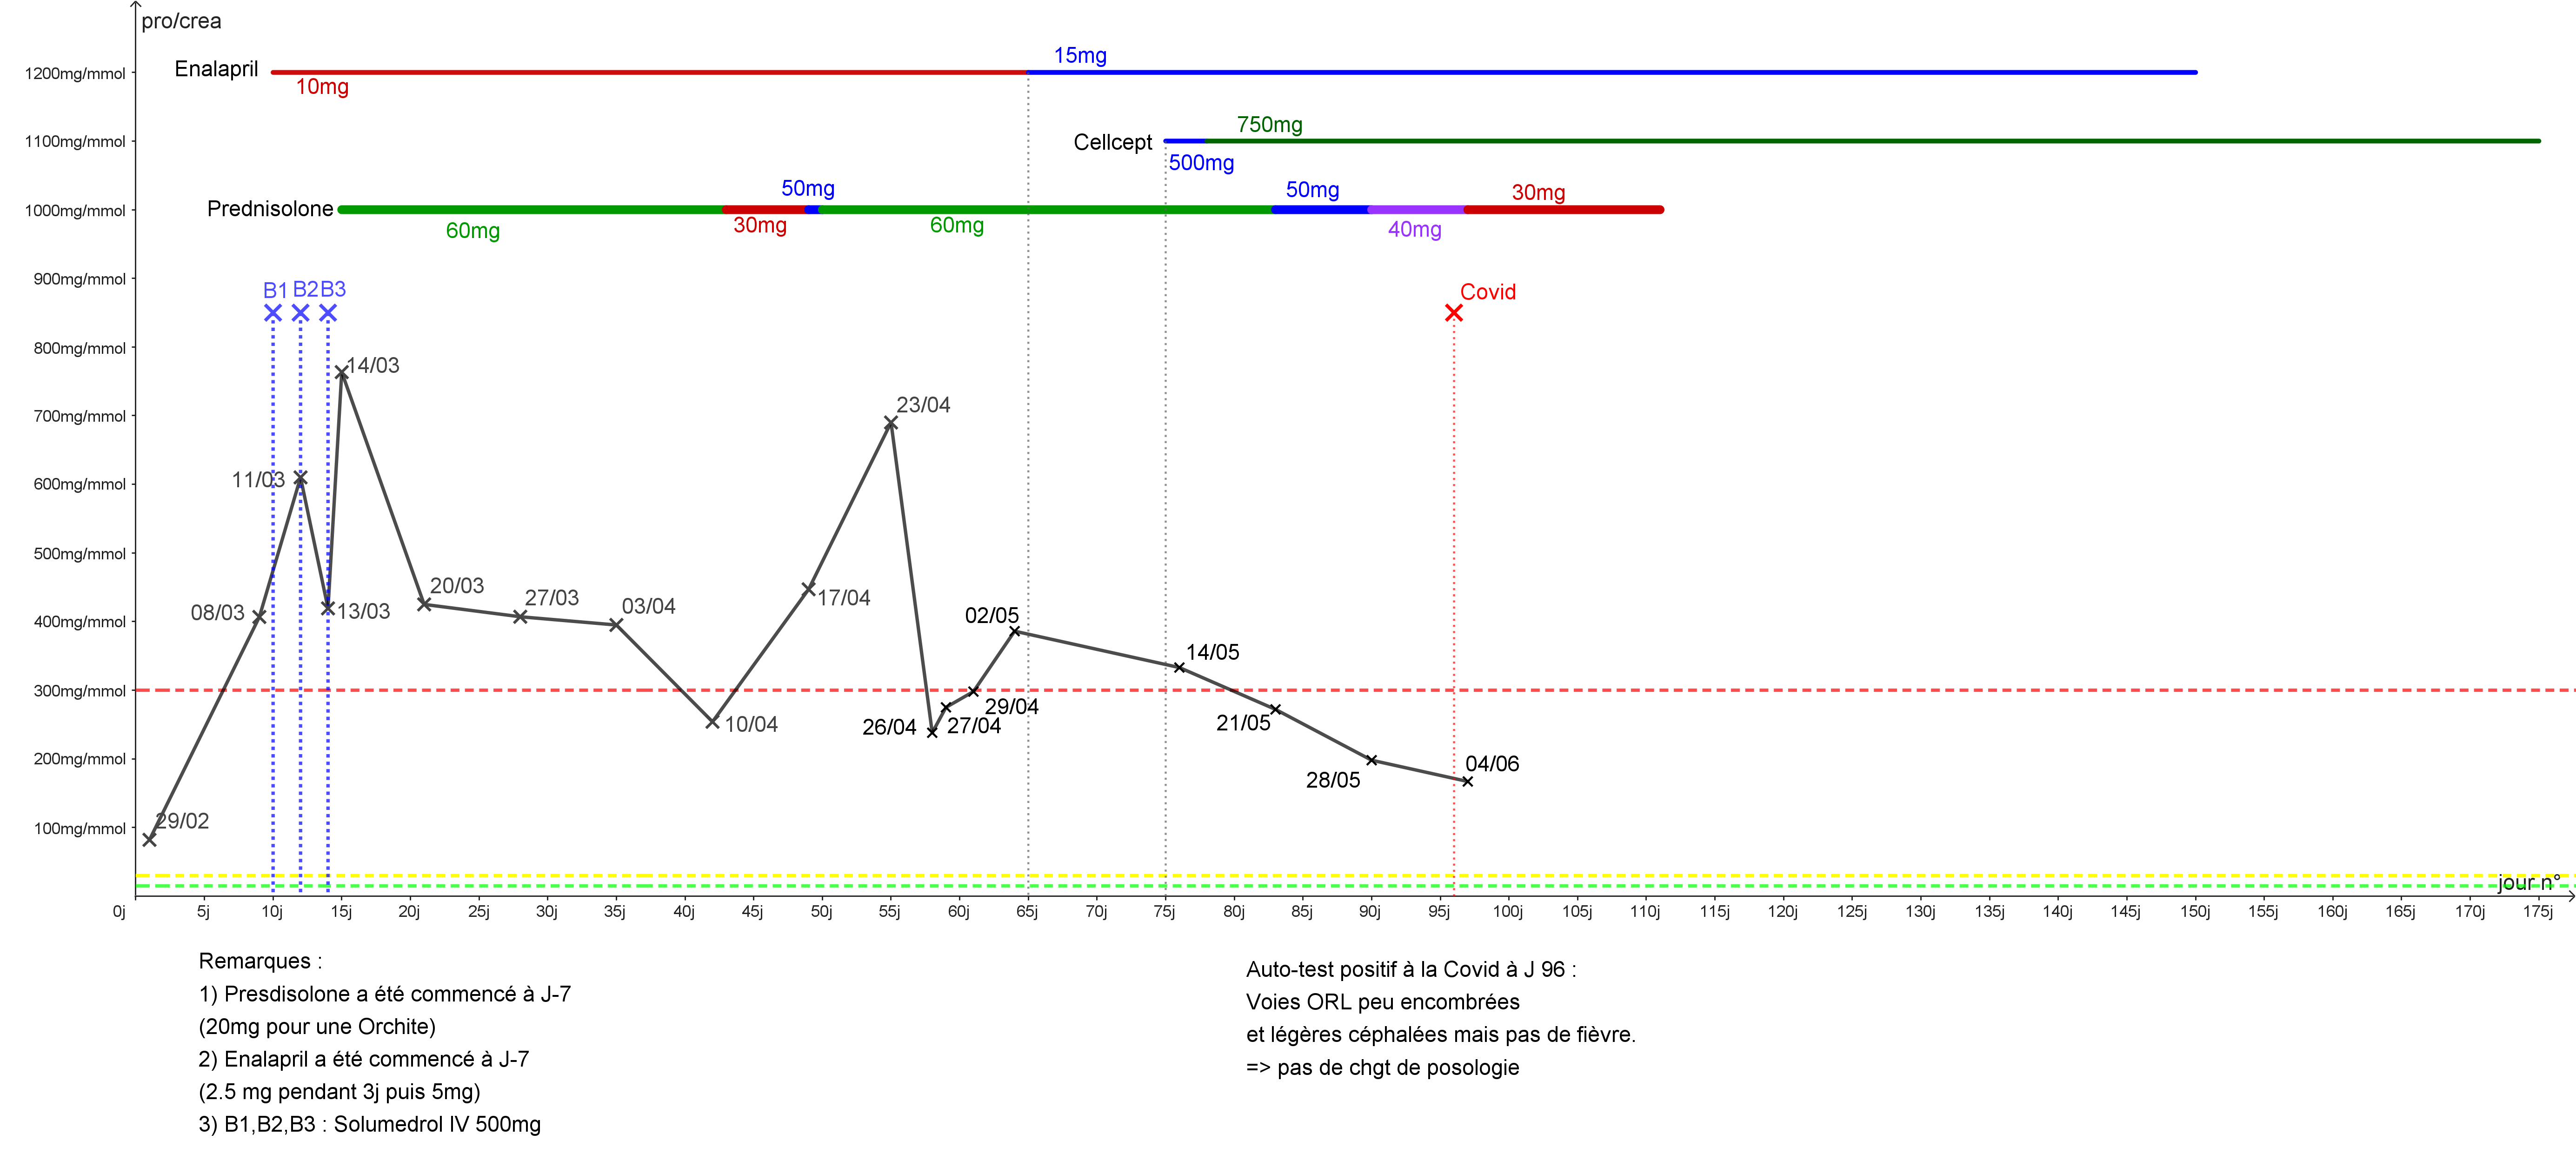 pro/crea
15mg
Enalapril
1200mg/mmol
10mg
750mg
1100mg/mmol
Cellcept
500mg
50mg
50mg
30mg
Prednisolone
1000mg/mmol
60mg
30mg
60mg
40mg
900mg/mmol
B1 B2 B3
Covid
800mg/mmol
14/03
700mg/mmol
23/04
600mg/mmol
11/03
500mg/mmol
20/03
27/03
03/04
17/04
400mg/mmol
08/03
13/03
02/05
14/05
300mg/mmol
10/04
26/04
27/04
29/04
21/05
200mg/mmol
28/05
04/06
100mg/mmol
29/02
jour n°
0j 5j 10j 15j 20j 25j 30j 35j 40j 45j 50j 55j 60j 65j 70j 75j 80j 85j 90j 95j 100j 105j 110j 115j 120j 125j 130j 135j 140j 145j 150j 155j 160j 165j 170j 175j
Remarques :
1) Presdisolone a été commencé à J-7
(20mg pour une Orchite)
2) Enalapril a été commencé à J-7
(2.5 mg pendant 3j puis 5mg)
3) B1,B2,B3 : Solumedrol IV 500mg
Auto-test positif à la Covid à J 96 :
Voies ORL peu encombrées
et légères céphalées mais pas de fièvre.
=> pas de chgt de posologie